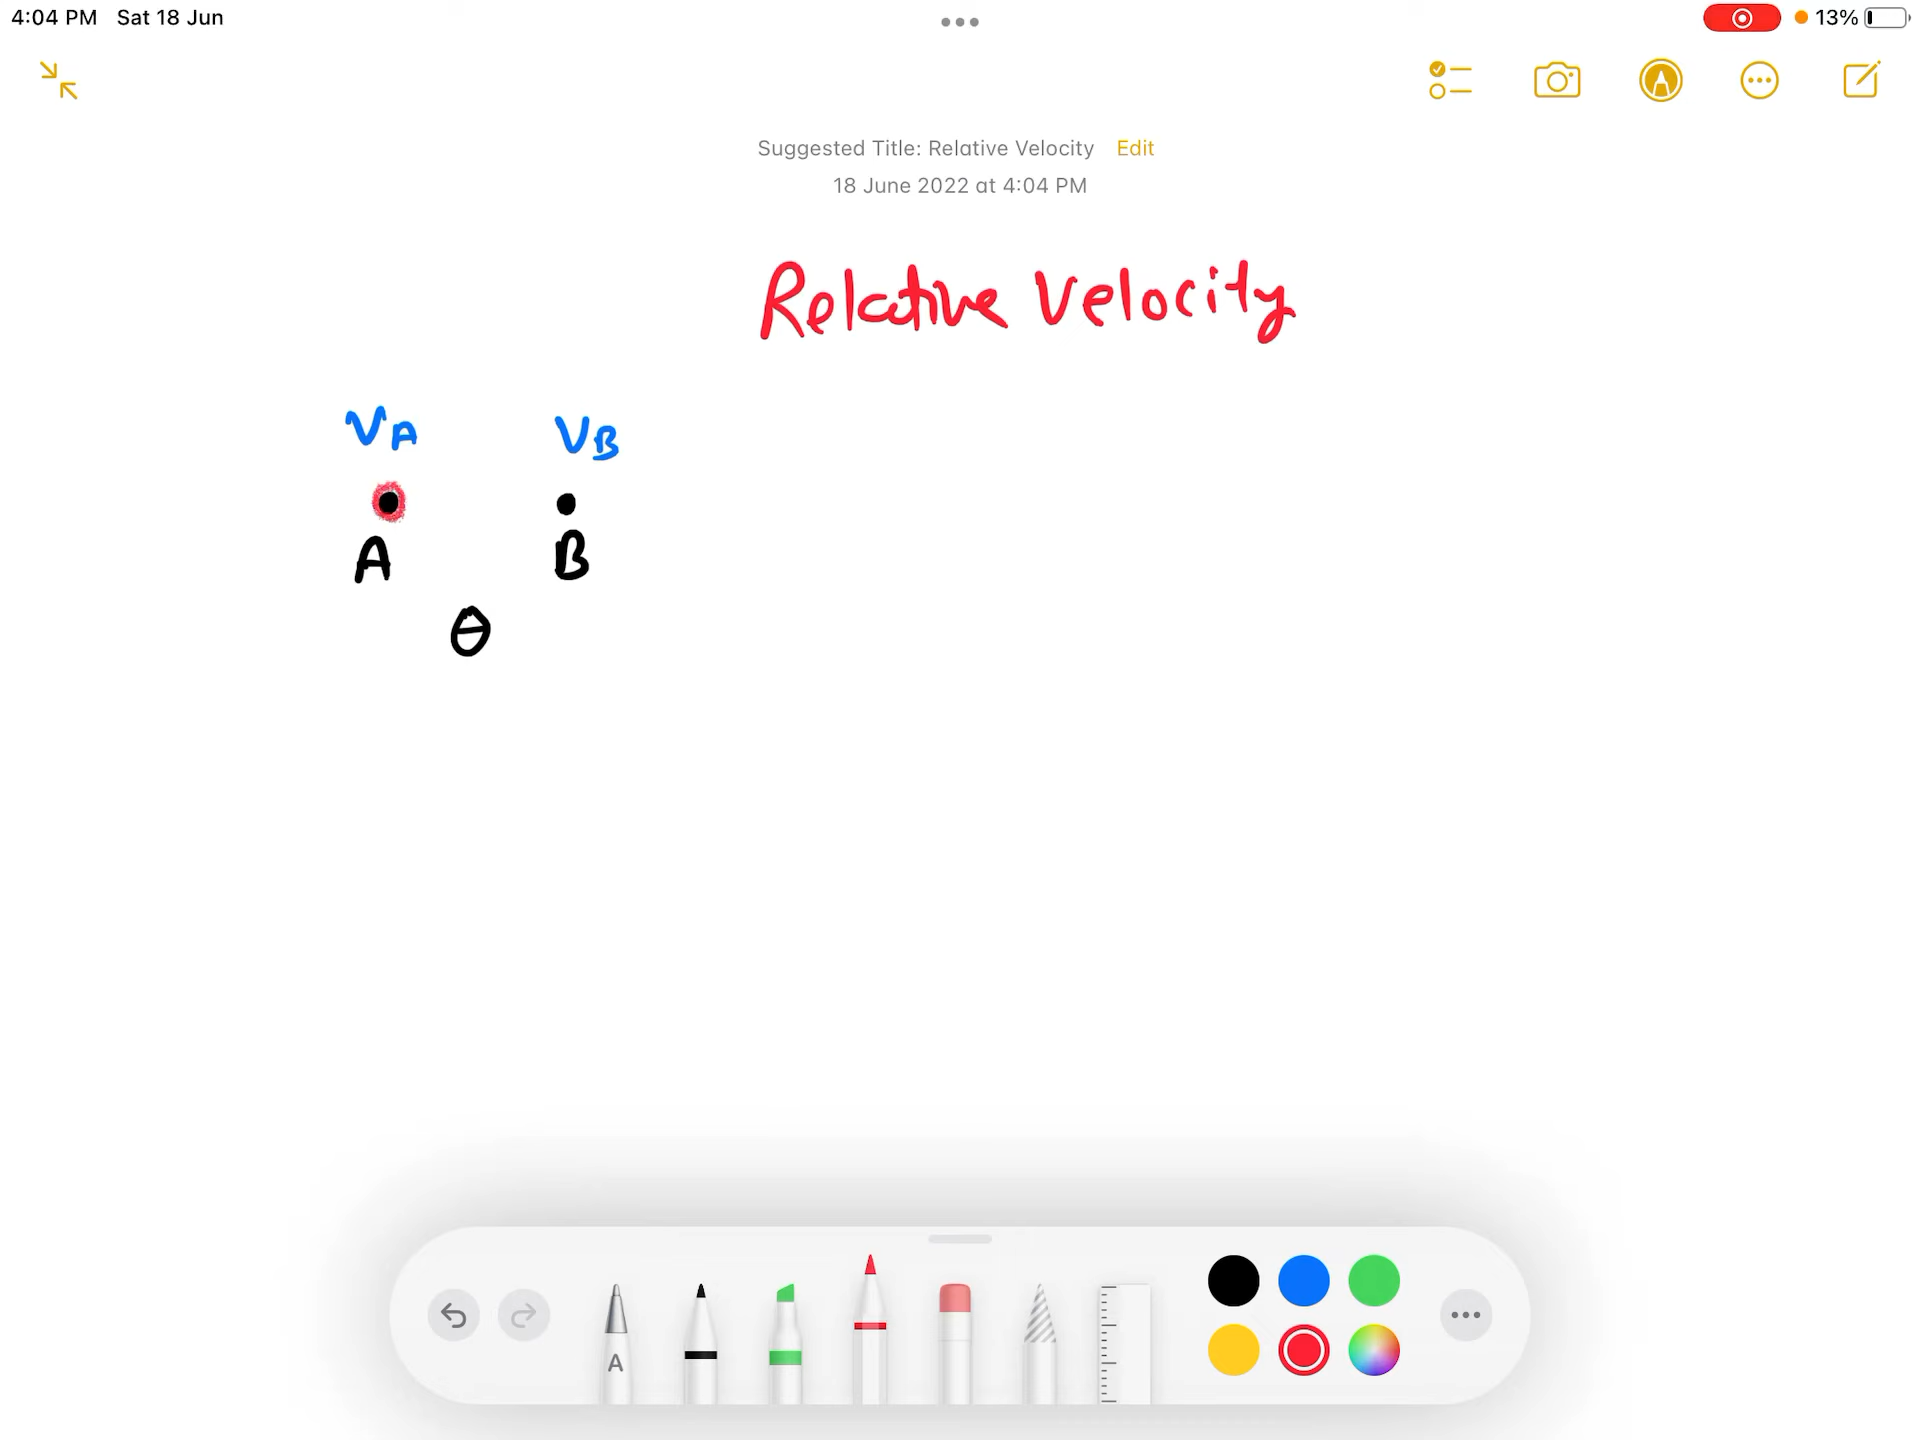 4:04 PM Sat 18 Jun 13%
Suggested Title: Relative Velocity Edit
18 June 2022 at 4:04 PM
Relative Velocity
VA VB
A B
θ
A